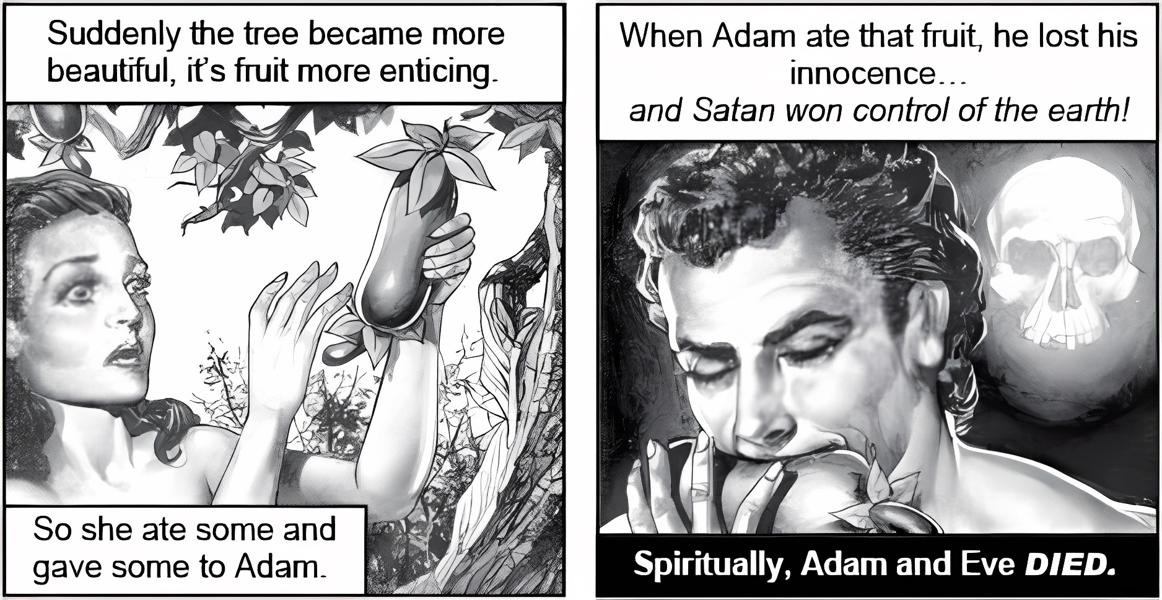 Suddenly the tree became more
beautiful, it's fruit more enticing.
So she ate some and
gave some to Adam.
When Adam ate that fruit, he lost his
innocence...
and Satan won control of the earth!
Spiritually, Adam and Eve DIED.